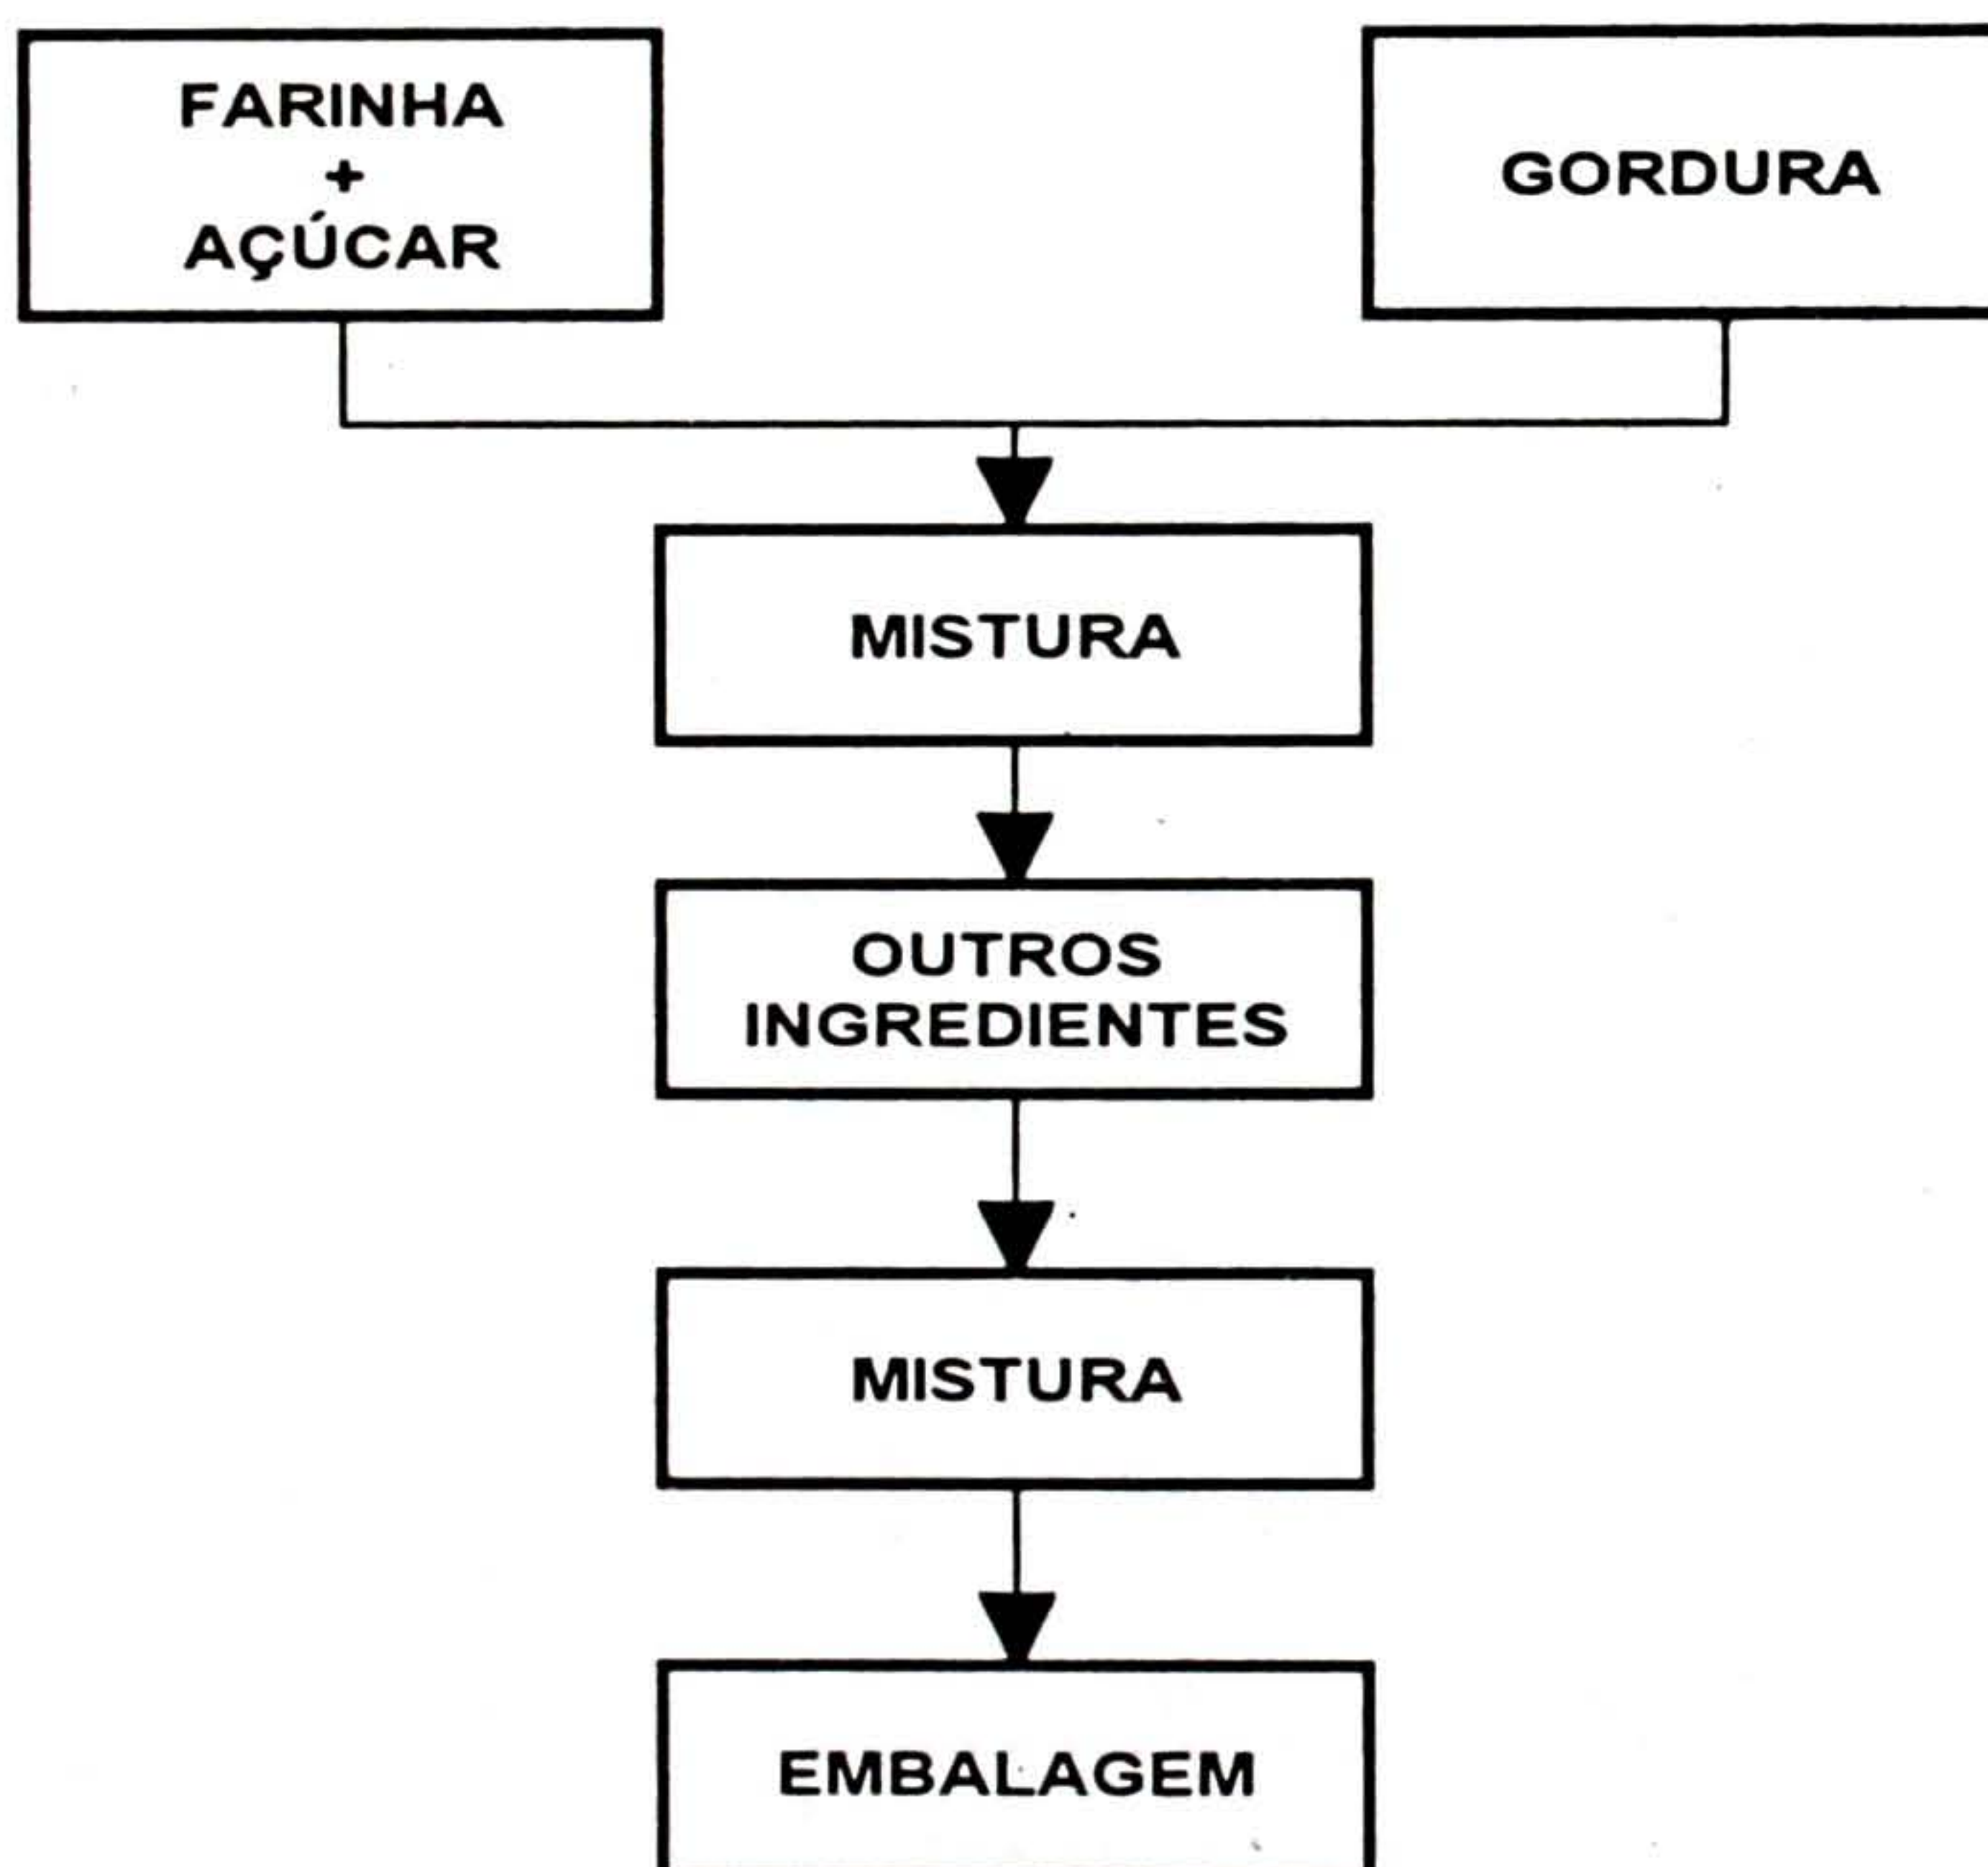 FARINHA
+
AÇÚCAR
GORDURA
MISTURA
OUTROS
INGREDIENTES
MISTURA
EMBALAGEM